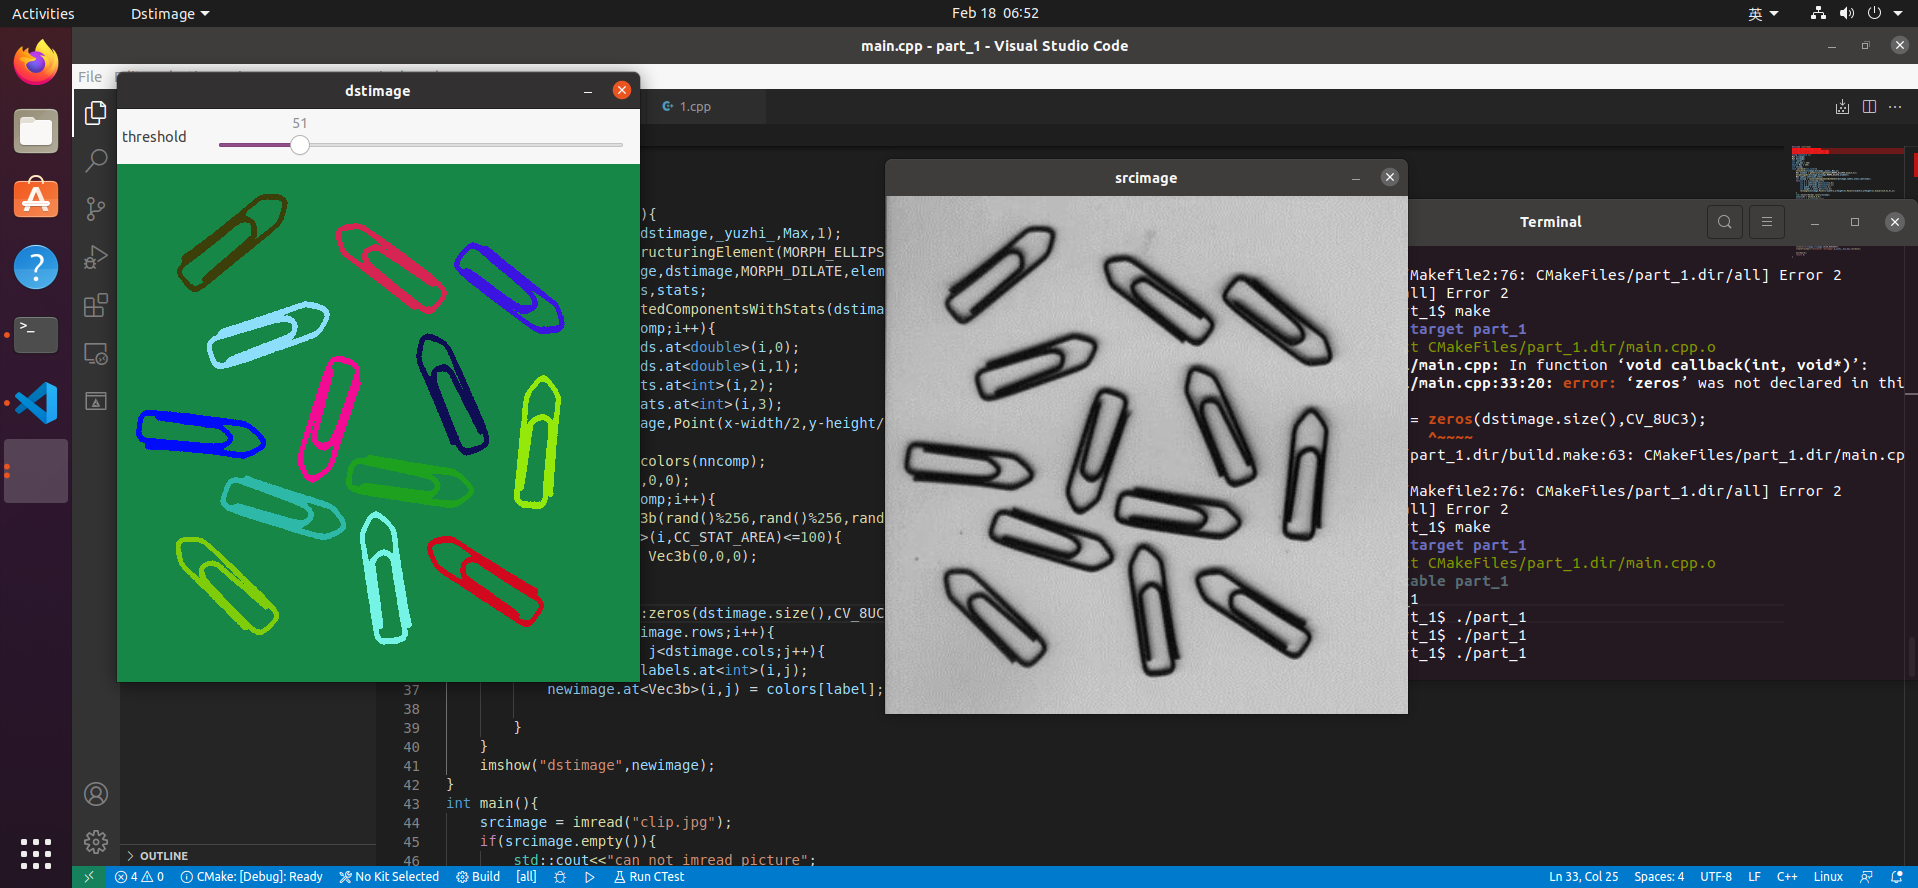 Activities
Dstimage
Feb 18 06:52
英
main.cpp - part_1 - Visual Studio Code
File
dstimage
threshold
51
1.cpp
){
dstimage,_yuzhi_,Max,1);
ructuringElement(MORPH_ELLIPS
ge,dstimage,MORPH_DILATE,elem
s,stats;
tedComponentsWithStats(dstima
omp;i++){
ds.at<double>(i,0);
ds.at<double>(i,1);
ts.at<int>(i,2);
ats.at<int>(i,3);
age,Point(x-width/2,y-height/
colors(nncomp);
,0,0);
omp;i++){
3b(rand()%256,rand()%256,rand
>(i,CC_STAT_AREA)<=100){
Vec3b(0,0,0);
:zeros(dstimage.size(),CV_8UC
image.rows;i++){
j<dstimage.cols;j++){
labels.at<int>(i,j);
37 newimage.at<Vec3b>(i,j) = colors[label];
38
39 }
40 }
41 imshow("dstimage",newimage);
42 }
43 int main(){
44 srcimage = imread("clip.jpg");
45 if(srcimage.empty()){
46 std::cout<<"can not imread picture";
srcimage
Terminal
Makefile2:76: CMakeFiles/part_1.dir/all] Error 2
all] Error 2
t_1$ make
target part_1
t CMakeFiles/part_1.dir/main.cpp.o
/main.cpp: In function ‘void callback(int, void*)’:
/main.cpp:33:20: error: ‘zeros’ was not declared in thi
= zeros(dstimage.size(),CV_8UC3);
^~~~~
part_1.dir/build.make:63: CMakeFiles/part_1.dir/main.cp
Makefile2:76: CMakeFiles/part_1.dir/all] Error 2
all] Error 2
t_1$ make
target part_1
t CMakeFiles/part_1.dir/main.cpp.o
table part_1
_1
t_1$ ./part_1
t_1$ ./part_1
t_1$ ./part_1
OUTLINE
4 0 CMake: [Debug]: Ready No Kit Selected Build [all] Run CTest
Ln 33, Col 25 Spaces: 4 UTF-8 LF C++ Linux